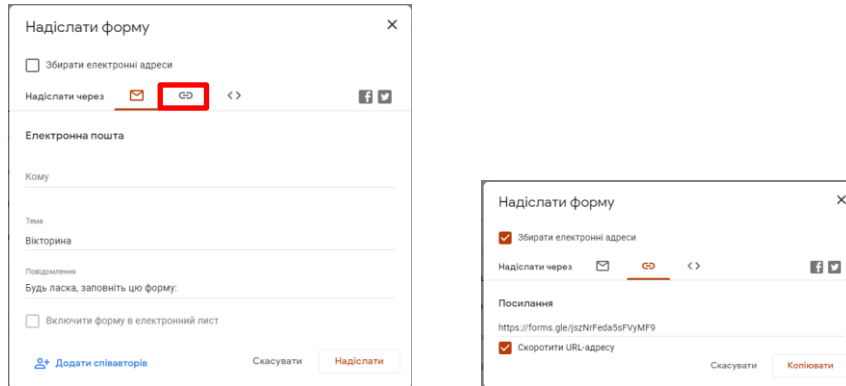 Надіслати форму
Збирати електронні адреси
Надіслати через
Електронна пошта
Кому
Тема
Вікторина
Повідомлення
Будь ласка, заповніть цю форму:
Включити форму в електронний лист
Додати співавторів Скасувати Надіслати
Надіслати форму
Збирати електронні адреси
Надіслати через
Посилання
https://forms.gle/jszNrFeda5sFVyMF9
Скоротити URL-адресу
Скасувати Копіювати